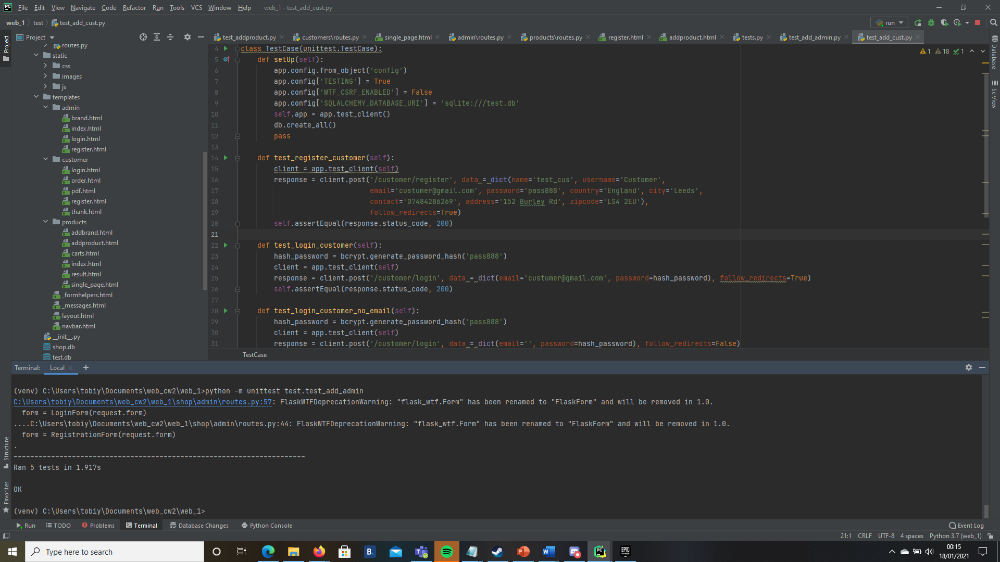 File Edit View Navigate Code Refactor Run Tools VCS Window Help web_1 - test_add_cust.py
web_1 test test_add_cust.py run
Project test_addproduct.py customers\routes.py single_page.html admin\routes.py products\routes.py register.html addproduct.html tests.py test_add_admin.py test_add_cust.py
Project
Database
SciView
Structure
Favorites
routes.py
static
css
images
js
templates
admin
brand.html
index.html
login.html
register.html
customer
login.html
order.html
pdf.html
register.html
thank.html
products
addbrand.html
addproduct.html
carts.html
index.html
result.html
single_page.html
_formhelpers.html
_messages.html
layout.html
navbar.html
__init__.py
shop.db
test.db
1 18 1
4 class TestCase(unittest.TestCase):
5 def setUp(self):
6 app.config.from_object('config')
7 app.config['TESTING'] = True
8 app.config['WTF_CSRF_ENABLED'] = False
9 app.config['SQLALCHEMY_DATABASE_URI'] = 'sqlite:///test.db'
10 self.app = app.test_client()
11 db.create_all()
12 pass
13
14 def test_register_customer(self):
15 client = app.test_client(self)
16 response = client.post('/customer/register', data = dict(name='test_cus', username='Customer',
17 email='custumer@gmail.com', password='pass888', country='England', city='Leeds',
18 contact='07484286269', address='152 Burley Rd', zipcode='LS4 2EU'),
19 follow_redirects=True)
20 self.assertEqual(response.status_code, 200)
21
22 def test_login_customer(self):
23 hash_password = bcrypt.generate_password_hash('pass888')
24 client = app.test_client(self)
25 response = client.post('/customer/login', data = dict(email='custumer@gmail.com', password=hash_password), follow_redirects=True)
26 self.assertEqual(response.status_code, 200)
27
28 def test_login_customer_no_email(self):
29 hash_password = bcrypt.generate_password_hash('pass888')
30 client = app.test_client(self)
31 response = client.post('/customer/login', data = dict(email='', password=hash_password), follow_redirects=False)
TestCase
Terminal: Local
(venv) C:\Users\tobiy\Documents\web_cw2\web_1>python -m unittest test.test_add_admin
C:\Users\tobiy\Documents\web_cw2\web_1\shop\admin\routes.py:57: FlaskWTFDeprecationWarning: "flask_wtf.Form" has been renamed to "FlaskForm" and will be removed in 1.0.
form = LoginForm(request.form)
....C:\Users\tobiy\Documents\web_cw2\web_1\shop\admin\routes.py:44: FlaskWTFDeprecationWarning: "flask_wtf.Form" has been renamed to "FlaskForm" and will be removed in 1.0.
form = RegistrationForm(request.form)
.
----------------------------------------------------------------------
Ran 5 tests in 1.917s
OK
(venv) C:\Users\tobiy\Documents\web_cw2\web_1>
Run TODO Problems Terminal Database Changes Python Console Event Log
21:1 CRLF UTF-8 4 spaces Python 3.7 (web_1)
Type here to search
B.
EPIC GAMES
00:15
18/01/2021